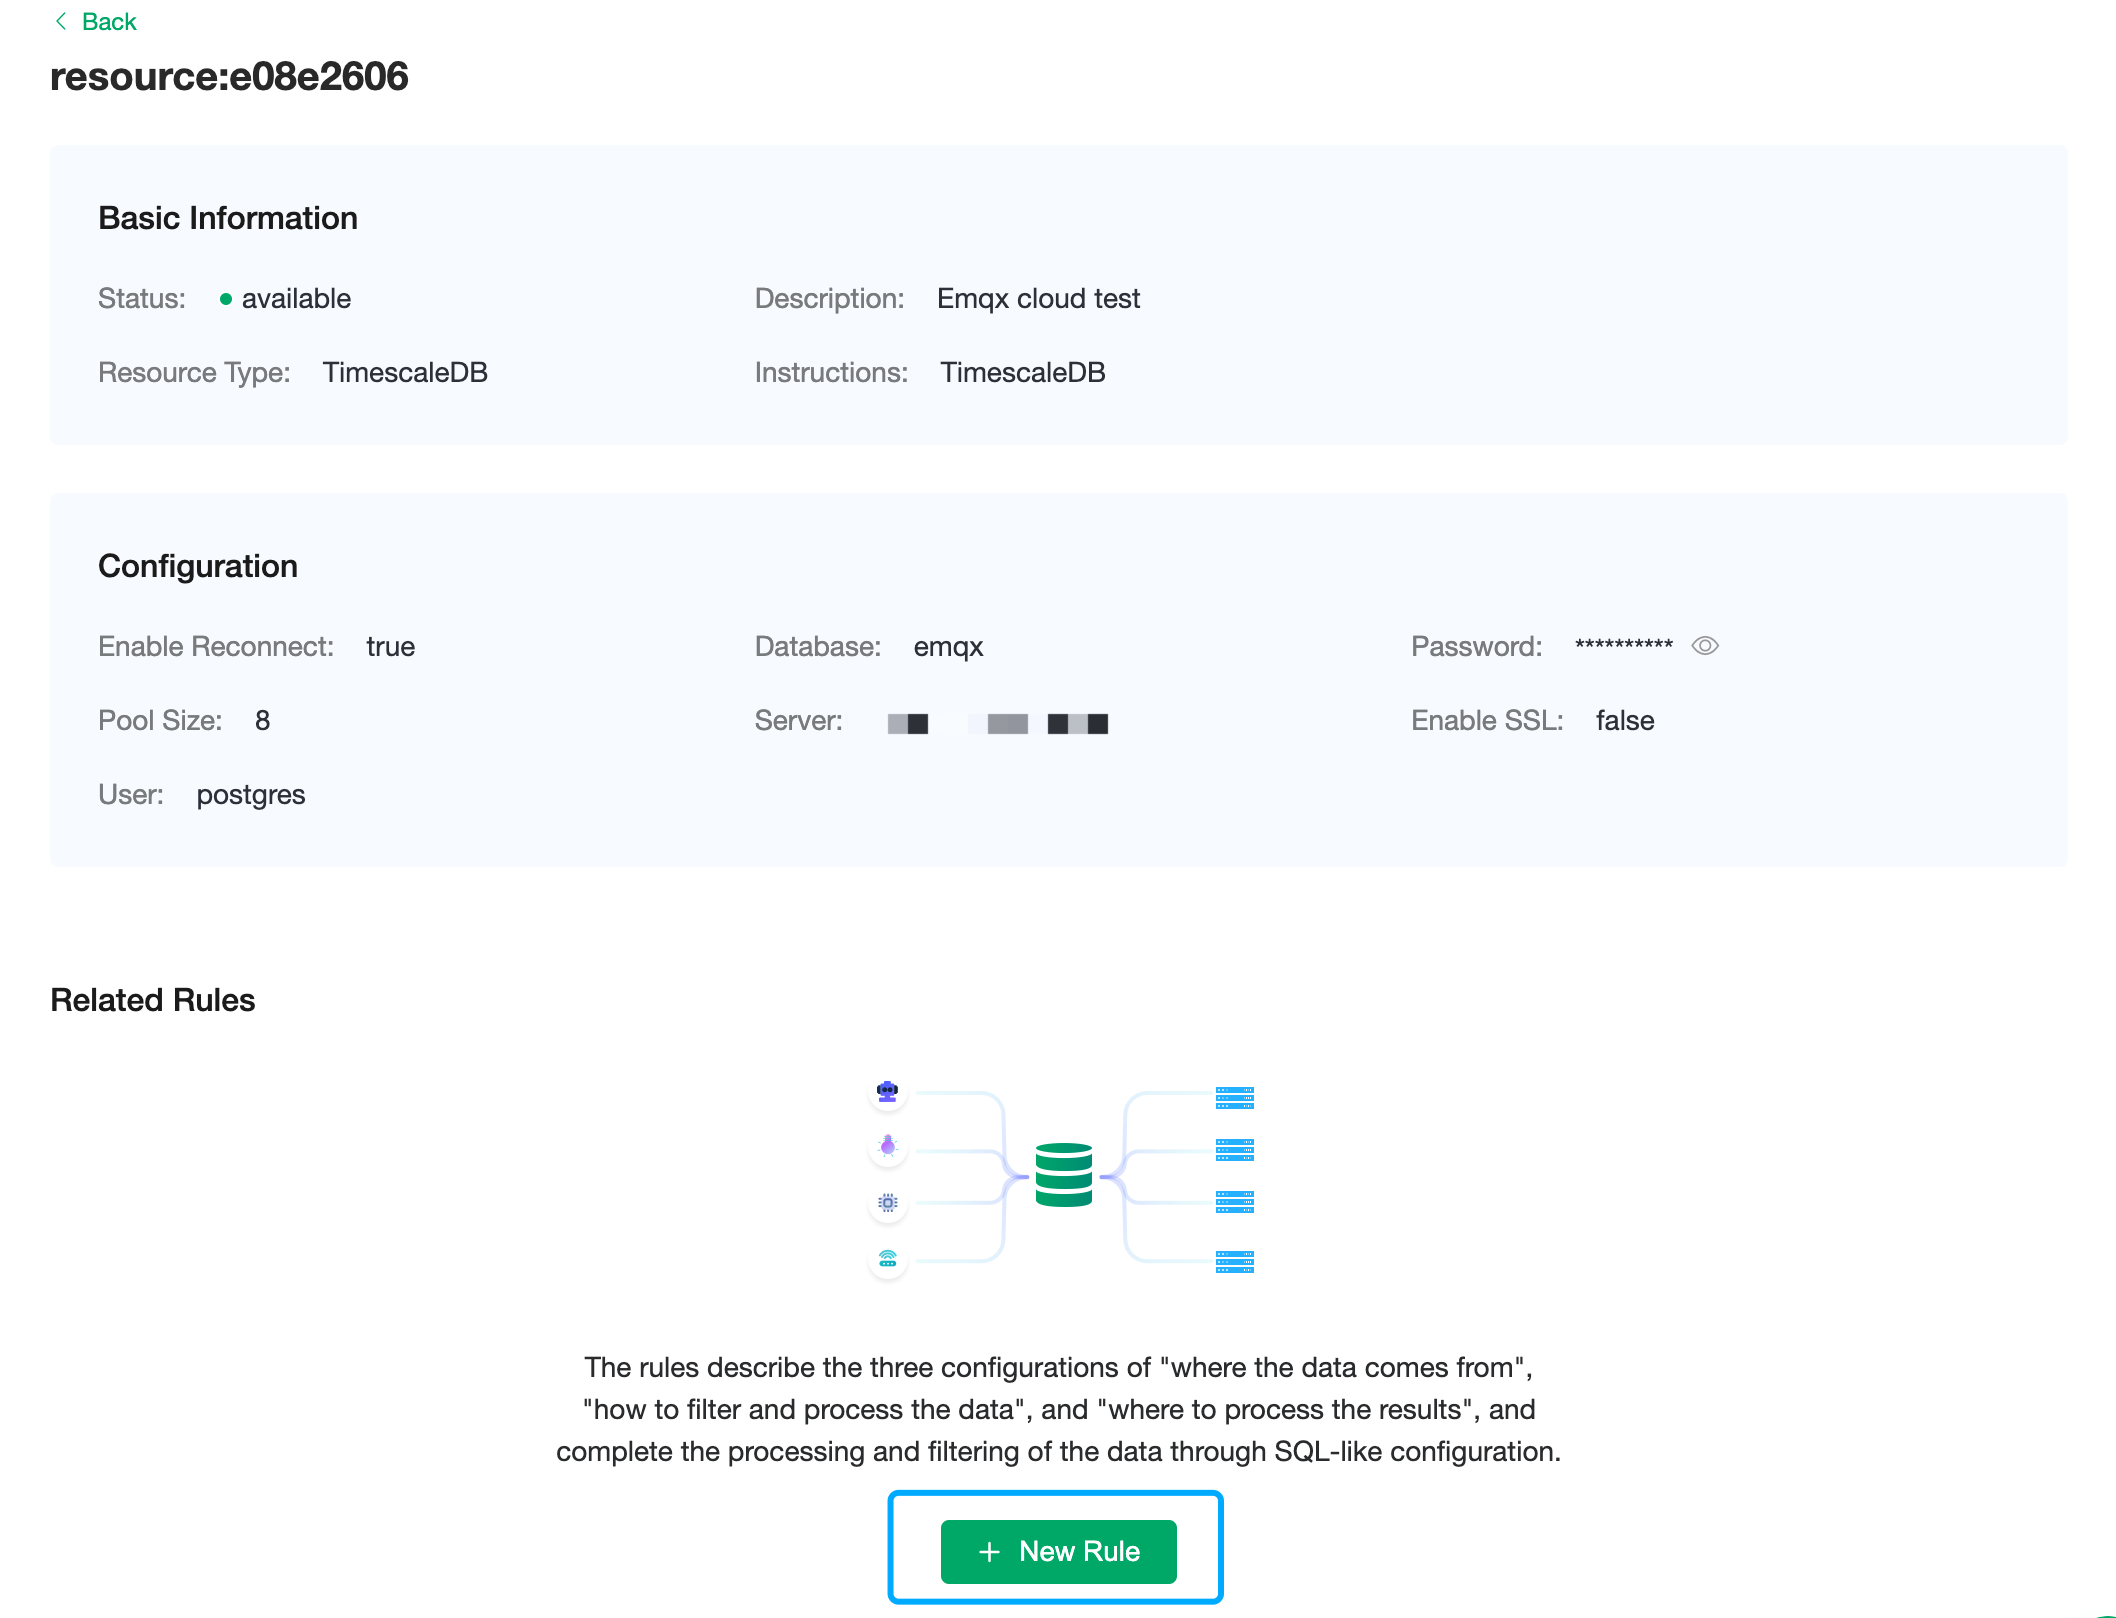 Back
resource:e08e2606
Basic Information
Status: available Description: Emqx cloud test
Resource Type: TimescaleDB Instructions: TimescaleDB
Configuration
Enable Reconnect: true Database: emqx Password: **********
Pool Size: 8 Server: Enable SSL: false
User: postgres
Related Rules
The rules describe the three configurations of "where the data comes from",
"how to filter and process the data", and "where to process the results", and
complete the processing and filtering of the data through SQL-like configuration.
+ New Rule